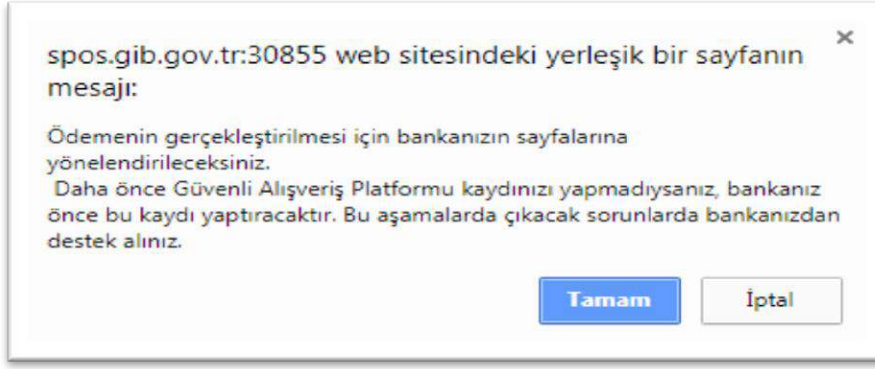 spos.gib.gov.tr:30855 web sitesindeki yerleşik bir sayfanın
mesajı:
Ödemenin gerçekleştirilmesi için bankanızın sayfalarına
yönelendirileceksiniz.
Daha önce Güvenli Alışveriş Platformu kaydınızı yapmadıysanız, bankanız
önce bu kaydı yaptıracaktır. Bu aşamalarda çıkacak sorunlarda bankanızdan
destek alınız.
Tamam
İptal